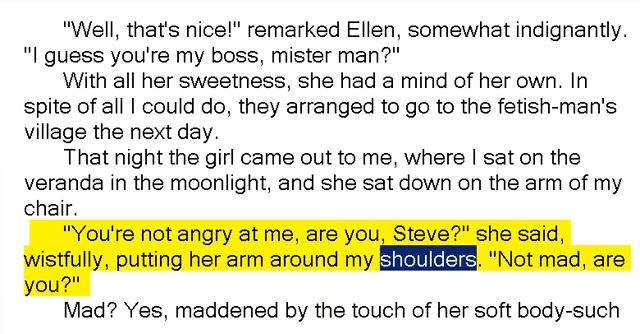 "Well, that's nice!" remarked Ellen, somewhat indignantly.
"I guess you're my boss, mister man?"
With all her sweetness, she had a mind of her own. In
spite of all I could do, they arranged to go to the fetish-man's
village the next day.
That night the girl came out to me, where I sat on the
veranda in the moonlight, and she sat down on the arm of my
chair.
"You're not angry at me, are you, Steve?" she said,
wistfully, putting her arm around my shoulders. "Not mad, are
you?"
Mad? Yes, maddened by the touch of her soft body-such